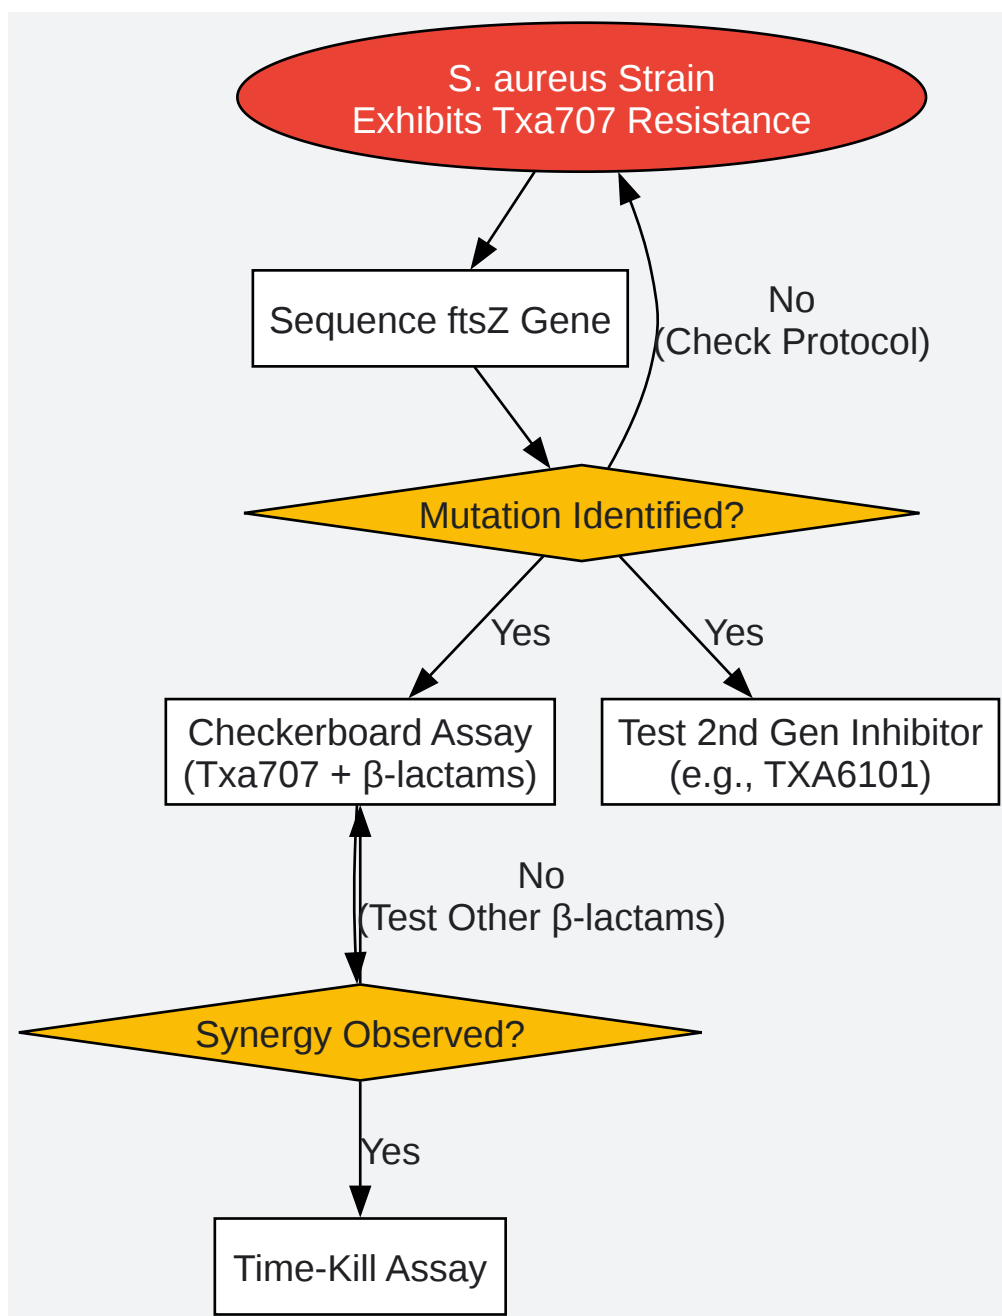 S. aureus Strain
Exhibits Txa707 Resistance
Sequence ftsZ Gene
No
(Check Protocol)
Mutation Identified?
Yes
Yes
Checkerboard Assay
(Txa707 + β-lactams)
Test 2nd Gen Inhibitor
(e.g., TXA6101)
No
(Test Other β-lactams)
Synergy Observed?
Yes
Time-Kill Assay